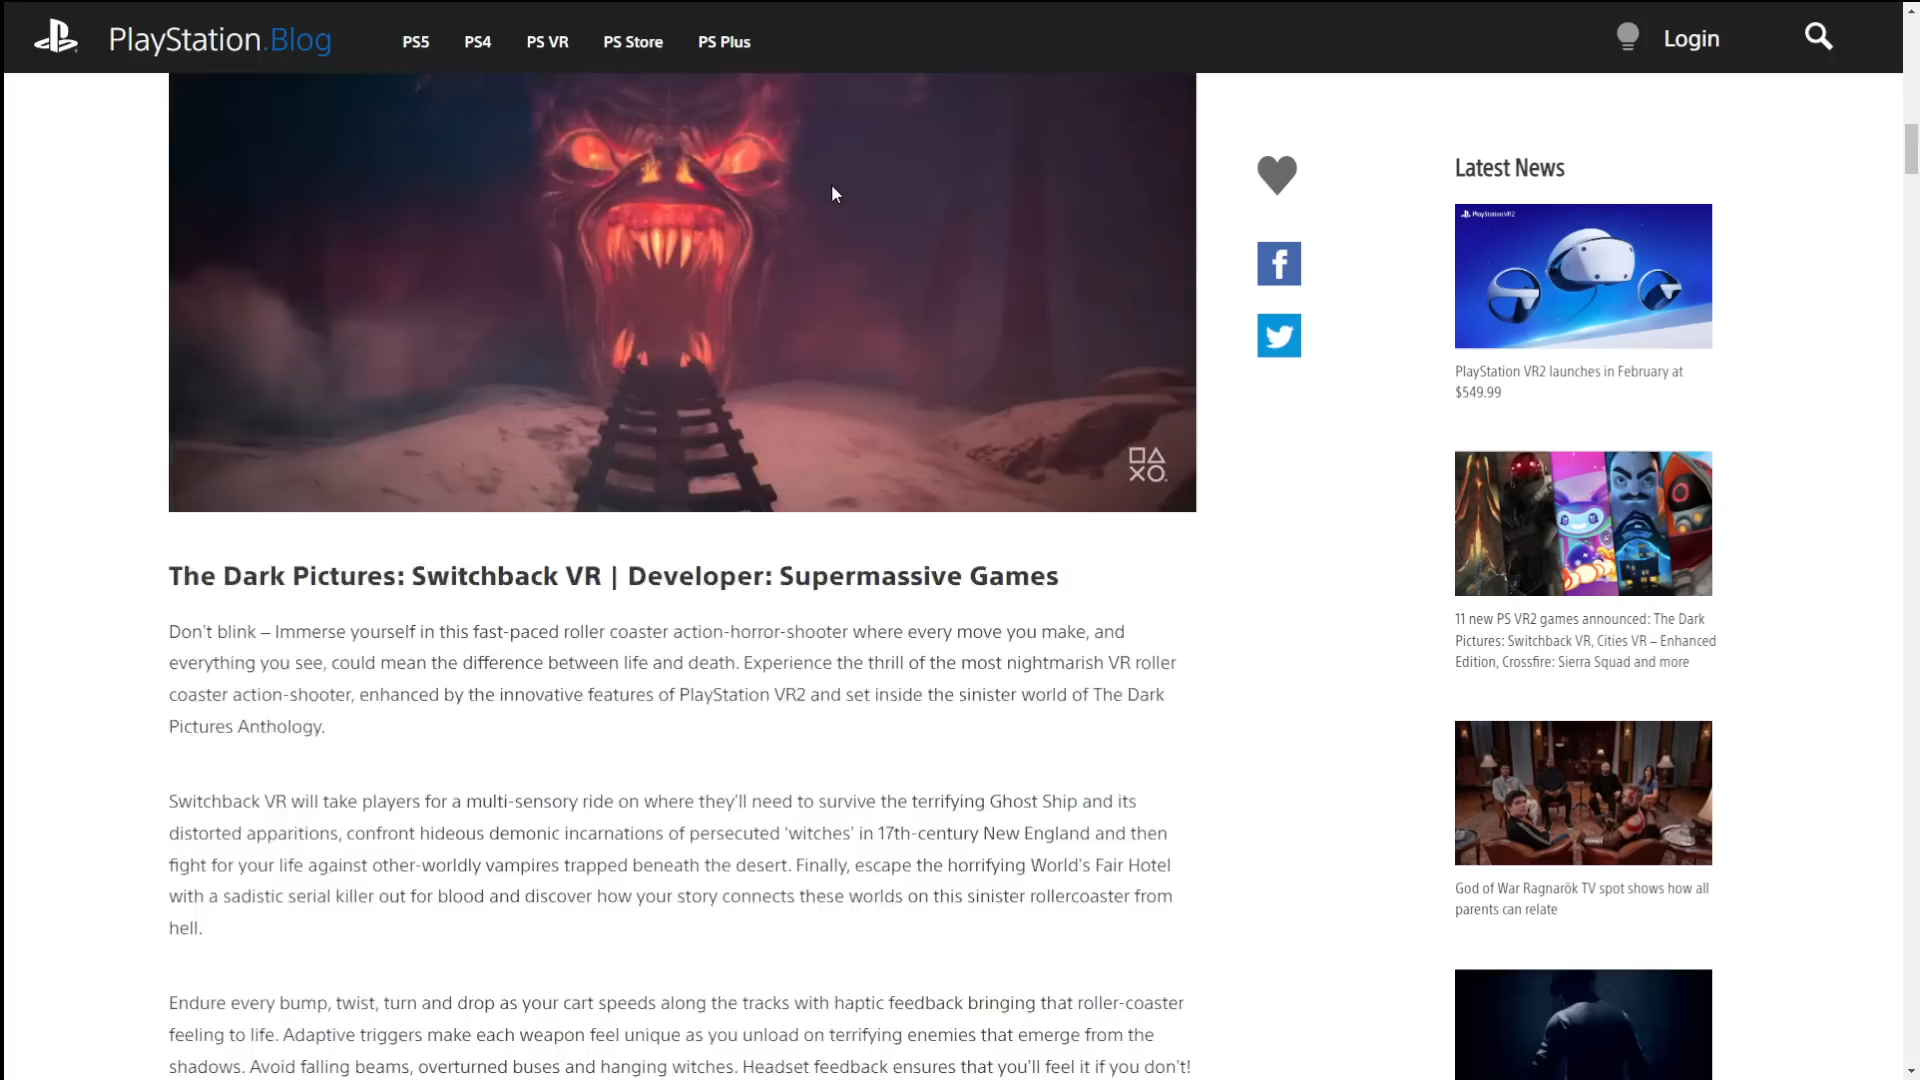 PlayStation.Blog
PS5
PS4
PS VR
PS Store
PS Plus
Login
The Dark Pictures: Switchback VR | Developer: Supermassive Games
Don't blink – Immerse yourself in this fast-paced roller coaster action-horror-shooter where every move you make, and
everything you see, could mean the difference between life and death. Experience the thrill of the most nightmarish VR roller
coaster action-shooter, enhanced by the innovative features of PlayStation VR2 and set inside the sinister world of The Dark
Pictures Anthology.
Switchback VR will take players for a multi-sensory ride on where they'll need to survive the terrifying Ghost Ship and its
distorted apparitions, confront hideous demonic incarnations of persecuted 'witches' in 17th-century New England and then
fight for your life against other-worldly vampires trapped beneath the desert. Finally, escape the horrifying World's Fair Hotel
with a sadistic serial killer out for blood and discover how your story connects these worlds on this sinister rollercoaster from
hell.
Endure every bump, twist, turn and drop as your cart speeds along the tracks with haptic feedback bringing that roller-coaster
feeling to life. Adaptive triggers make each weapon feel unique as you unload on terrifying enemies that emerge from the
shadows. Avoid falling beams, overturned buses and hanging witches. Headset feedback ensures that you'll feel it if you don't!
Latest News
PlayStation VR2
PlayStation VR2 launches in February at
$549.99
11 new PS VR2 games announced: The Dark
Pictures: Switchback VR, Cities VR – Enhanced
Edition, Crossfire: Sierra Squad and more
God of War Ragnarök TV spot shows how all
parents can relate